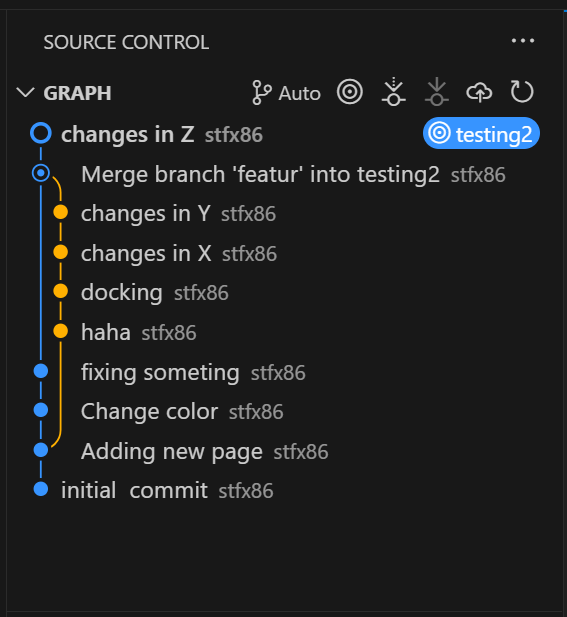 SOURCE CONTROL
GRAPH Auto
changes in Z stfx86 testing2
Merge branch 'featur' into testing2 stfx86
changes in Y stfx86
changes in X stfx86
docking stfx86
haha stfx86
fixing someting stfx86
Change color stfx86
Adding new page stfx86
initial commit stfx86